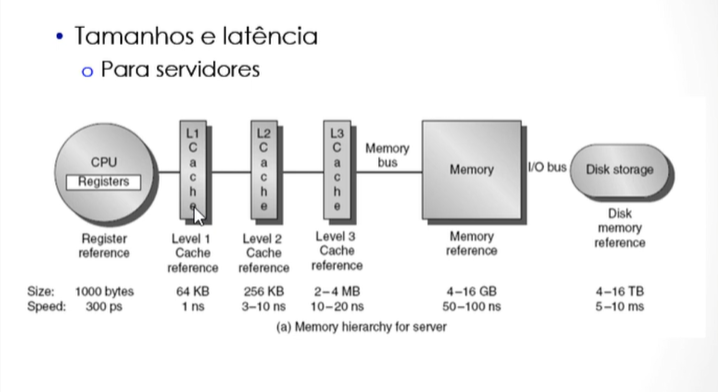 • Tamanhos e latência
o Para servidores
CPU
Registers
L1
Cache
L2
Cache
L3
Cache
Memory
bus
Memory
I/O bus
Disk storage
Register
reference
Level 1
Cache
reference
Level 2
Cache
reference
Level 3
Cache
reference
Memory
reference
Disk
memory
reference
Size: 1000 bytes 64 KB 256 KB 2–4 MB 4–16 GB 4–16 TB
Speed: 300 ps 1 ns 3–10 ns 10–20 ns 50–100 ns 5–10 ms
(a) Memory hierarchy for server